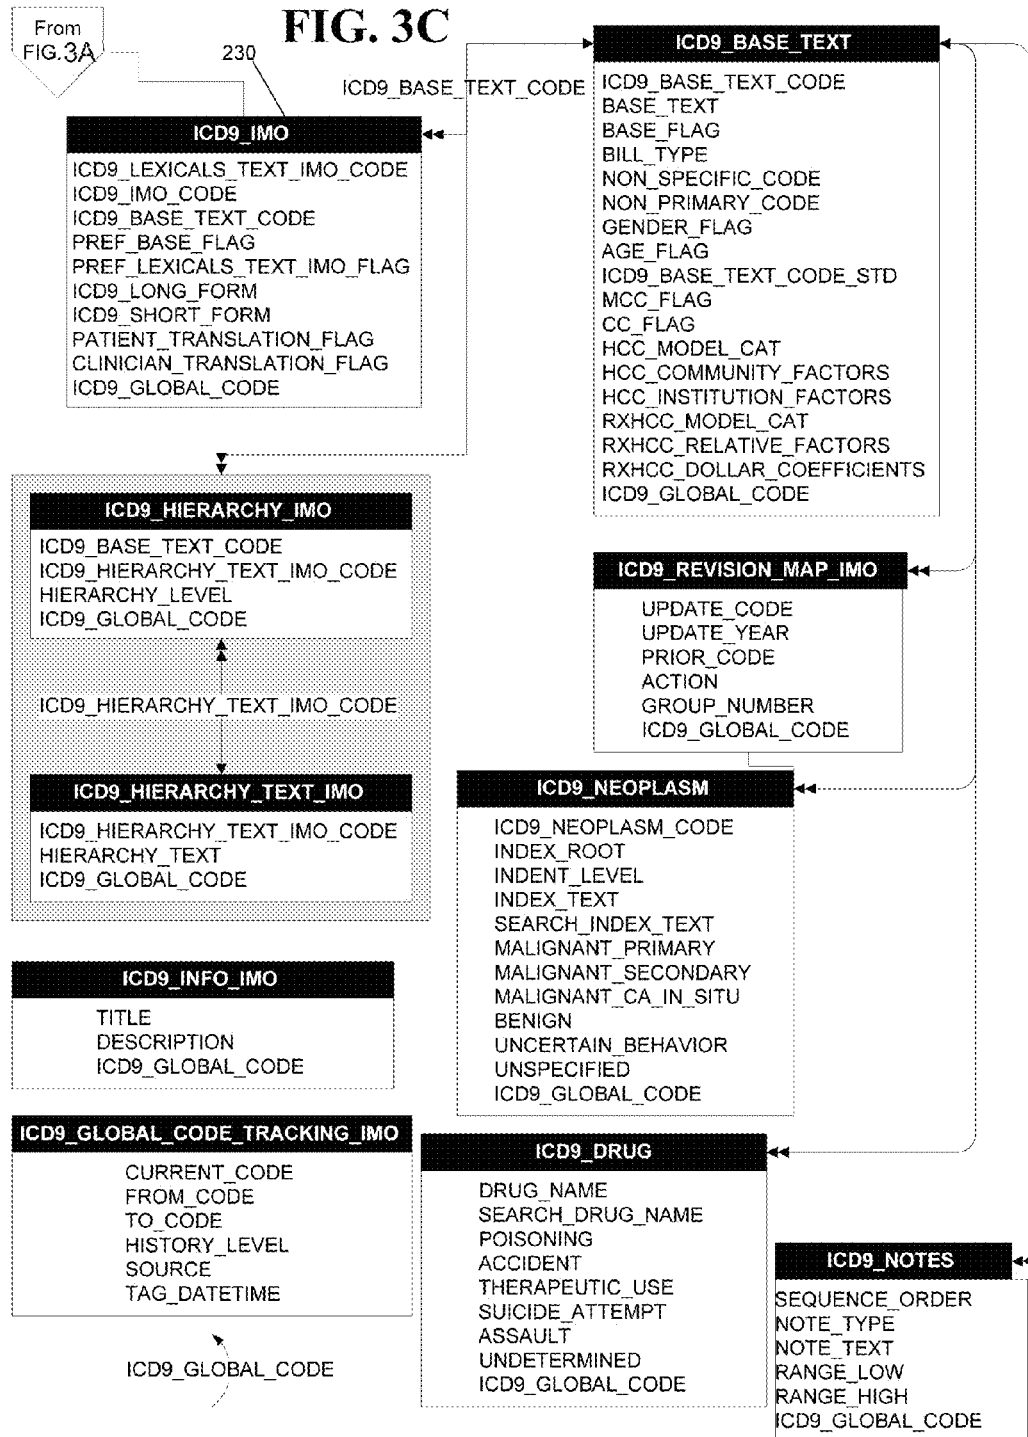 FIG. 3C
From
FIG.3A
230
ICD9_BASE_TEXT_CODE
ICD9_IMO
ICD9_LEXICALS_TEXT_IMO_CODE
ICD9_IMO_CODE
ICD9_BASE_TEXT_CODE
PREF_BASE_FLAG
PREF_LEXICALS_TEXT_IMO_FLAG
ICD9_LONG_FORM
ICD9_SHORT_FORM
PATIENT_TRANSLATION_FLAG
CLINICIAN_TRANSLATION_FLAG
ICD9_GLOBAL_CODE
ICD9_BASE_TEXT
ICD9_BASE_TEXT_CODE
BASE_TEXT
BASE_FLAG
BILL_TYPE
NON_SPECIFIC_CODE
NON_PRIMARY_CODE
GENDER_FLAG
AGE_FLAG
ICD9_BASE_TEXT_CODE_STD
MCC_FLAG
CC_FLAG
HCC_MODEL_CAT
HCC_COMMUNITY_FACTORS
HCC_INSTITUTION_FACTORS
RXHCC_MODEL_CAT
RXHCC_RELATIVE_FACTORS
RXHCC_DOLLAR_COEFFICIENTS
ICD9_GLOBAL_CODE
ICD9_HIERARCHY_IMO
ICD9_BASE_TEXT_CODE
ICD9_HIERARCHY_TEXT_IMO_CODE
HIERARCHY_LEVEL
ICD9_GLOBAL_CODE
ICD9_HIERARCHY_TEXT_IMO_CODE
ICD9_HIERARCHY_TEXT_IMO
ICD9_HIERARCHY_TEXT_IMO_CODE
HIERARCHY_TEXT
ICD9_GLOBAL_CODE
ICD9_REVISION_MAP_IMO
UPDATE_CODE
UPDATE_YEAR
PRIOR_CODE
ACTION
GROUP_NUMBER
ICD9_GLOBAL_CODE
ICD9_NEOPLASM
ICD9_NEOPLASM_CODE
INDEX_ROOT
INDENT_LEVEL
INDEX_TEXT
SEARCH_INDEX_TEXT
MALIGNANT_PRIMARY
MALIGNANT_SECONDARY
MALIGNANT_CA_IN_SITU
BENIGN
UNCERTAIN_BEHAVIOR
UNSPECIFIED
ICD9_GLOBAL_CODE
ICD9_INFO_IMO
TITLE
DESCRIPTION
ICD9_GLOBAL_CODE
ICD9_GLOBAL_CODE_TRACKING_IMO
CURRENT_CODE
FROM_CODE
TO_CODE
HISTORY_LEVEL
SOURCE
TAG_DATETIME
ICD9_GLOBAL_CODE
ICD9_DRUG
DRUG_NAME
SEARCH_DRUG_NAME
POISONING
ACCIDENT
THERAPEUTIC_USE
SUICIDE_ATTEMPT
ASSAULT
UNDETERMINED
ICD9_GLOBAL_CODE
ICD9_NOTES
SEQUENCE_ORDER
NOTE_TYPE
NOTE_TEXT
RANGE_LOW
RANGE_HIGH
ICD9_GLOBAL_CODE